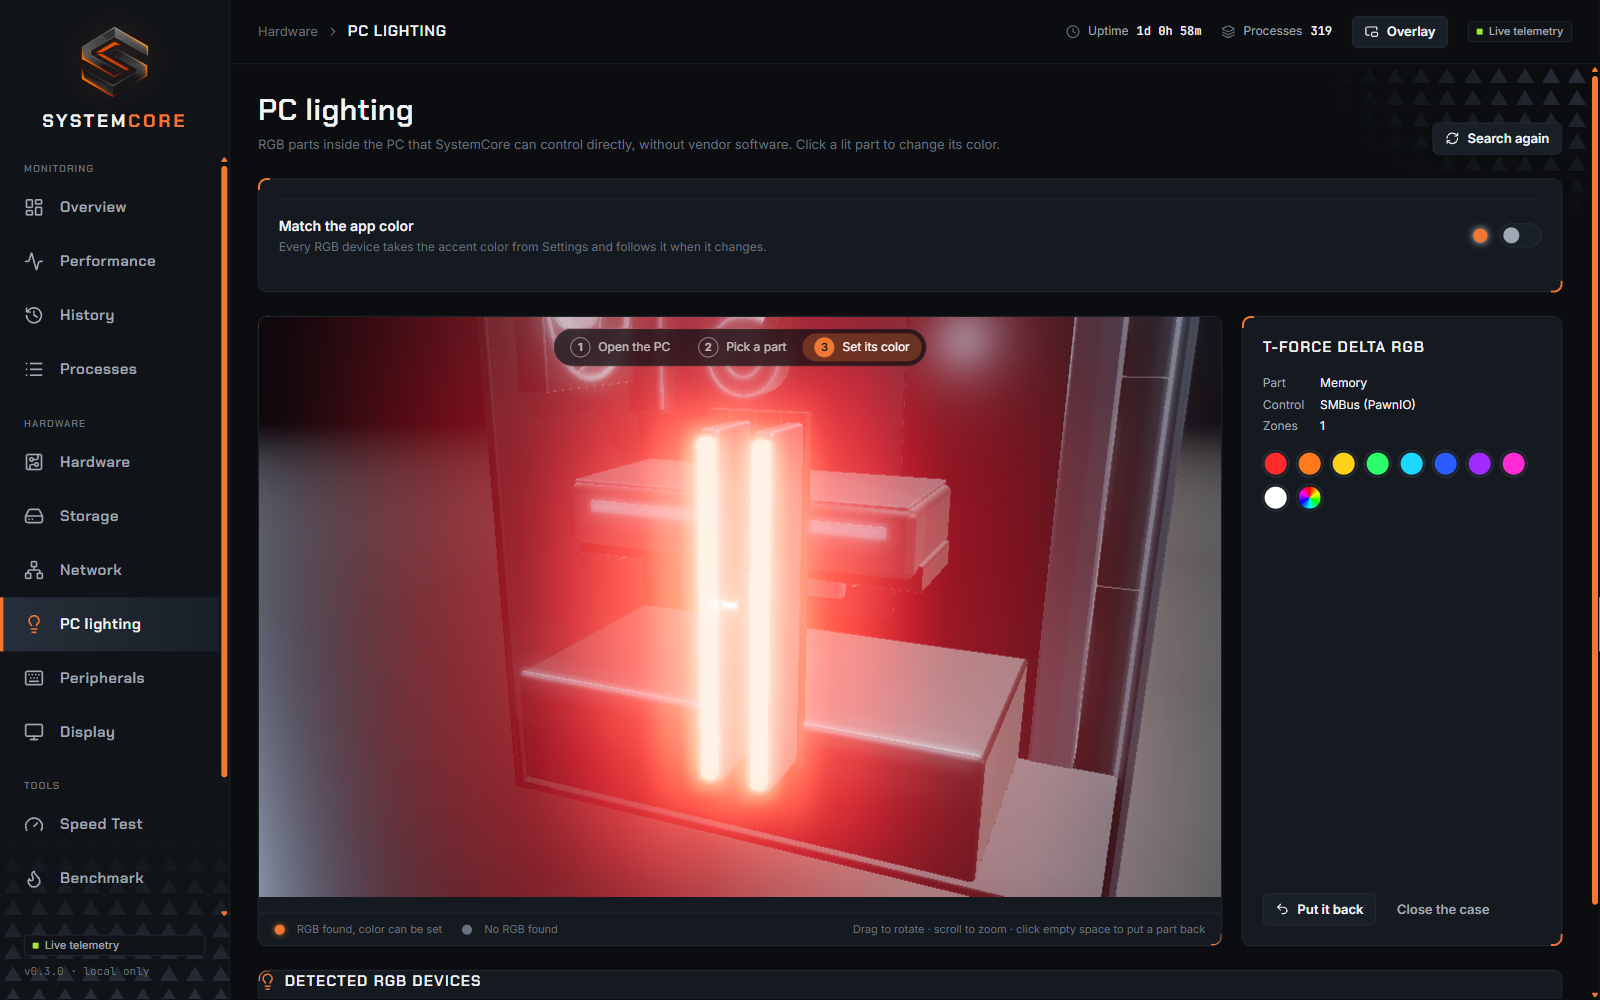 SYSTEMCORE
MONITORING
Overview
Performance
History
Processes
HARDWARE
Hardware
Storage
Network
PC lighting
Peripherals
Display
TOOLS
Speed Test
Benchmark
Live telemetry
v0.3.0 · local only
Hardware > PC LIGHTING
Uptime 1d 0h 58m
Processes 319
Overlay
Live telemetry
PC lighting
RGB parts inside the PC that SystemCore can control directly, without vendor software. Click a lit part to change its color.
Search again
Match the app color
Every RGB device takes the accent color from Settings and follows it when it changes.
1 Open the PC
2 Pick a part
3 Set its color
RGB found, color can be set
No RGB found
Drag to rotate · scroll to zoom · click empty space to put a part back
T-FORCE DELTA RGB
Part Memory
Control SMBus (PawnIO)
Zones 1
Put it back
Close the case
DETECTED RGB DEVICES